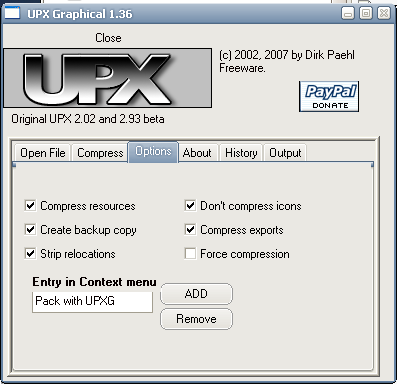 UPX Graphical 1.36
Close
UPX
(c) 2002, 2007 by Dirk Paehl
Freeware.
PayPal
DONATE
Original UPX 2.02 and 2.93 beta
Open File Compress Options About History Output
Compress resources Don't compress icons
Create backup copy Compress exports
Strip relocations Force compression
Entry in Context menu
Pack with UPXG ADD
Remove